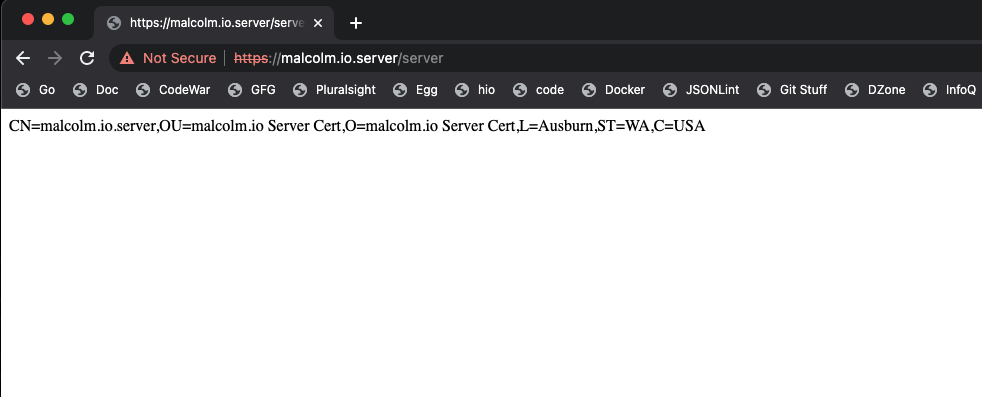 https://malcolm.io.server/serve
Not Secure https://malcolm.io.server/server
Go Doc CodeWar GFG Pluralsight Egg hio code Docker JSONLint Git Stuff DZone InfoQ
CN=malcolm.io.server,OU=malcolm.io Server Cert,O=malcolm.io Server Cert,L=Ausburn,ST=WA,C=USA